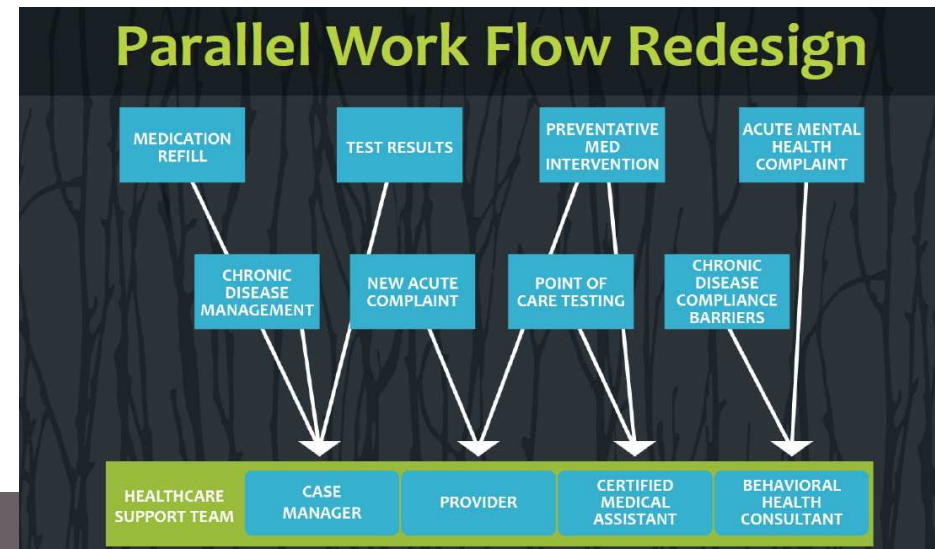 Parallel Work Flow Redesign
MEDICATION
REFILL
TEST RESULTS
PREVENTATIVE
MED
INTERVENTION
ACUTE MENTAL
HEALTH
COMPLAINT
CHRONIC
DISEASE
MANAGEMENT
NEW ACUTE
COMPLAINT
POINT OF
CARE TESTING
CHRONIC
DISEASE
COMPLIANCE
BARRIERS
HEALTHCARE
SUPPORT TEAM
CASE
MANAGER
PROVIDER
CERTIFIED
MEDICAL
ASSISTANT
BEHAVIORAL
HEALTH
CONSULTANT